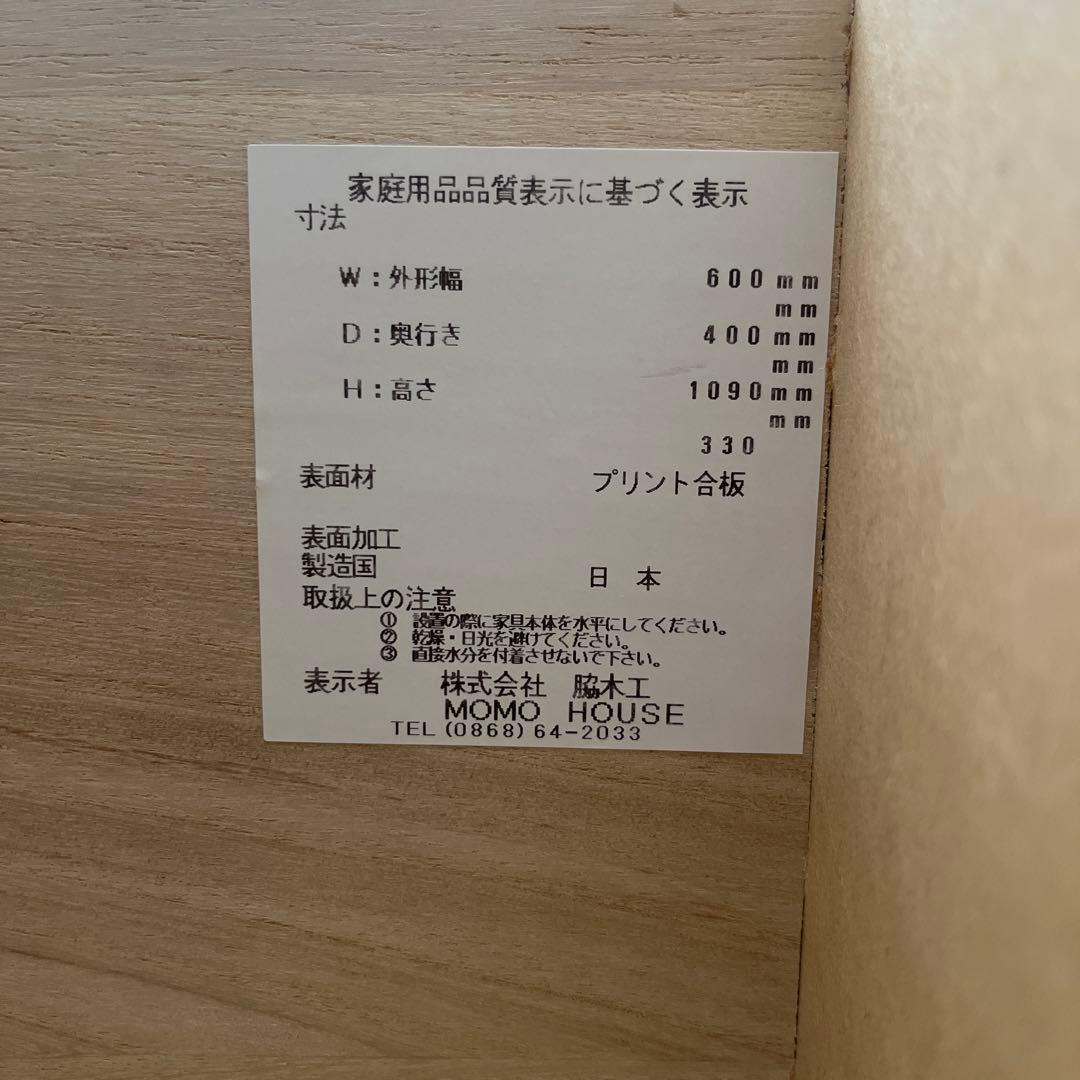 家庭用品品質表示に基づく表示
寸法
W：外形幅 600mm
mm
D：奥行き 400mm
mm
H：高さ 1090mm
mm
330
表面材 プリント合板
表面加工
製造国 日 本
取扱上の注意
① 設置の際に家具本体を水平にしてください。
② 乾燥・日光を避けてください。
③ 直接水分を付着させないで下さい。
表示者 株式会社 脇木工
MOMO HOUSE
TEL (0868) 64-2033